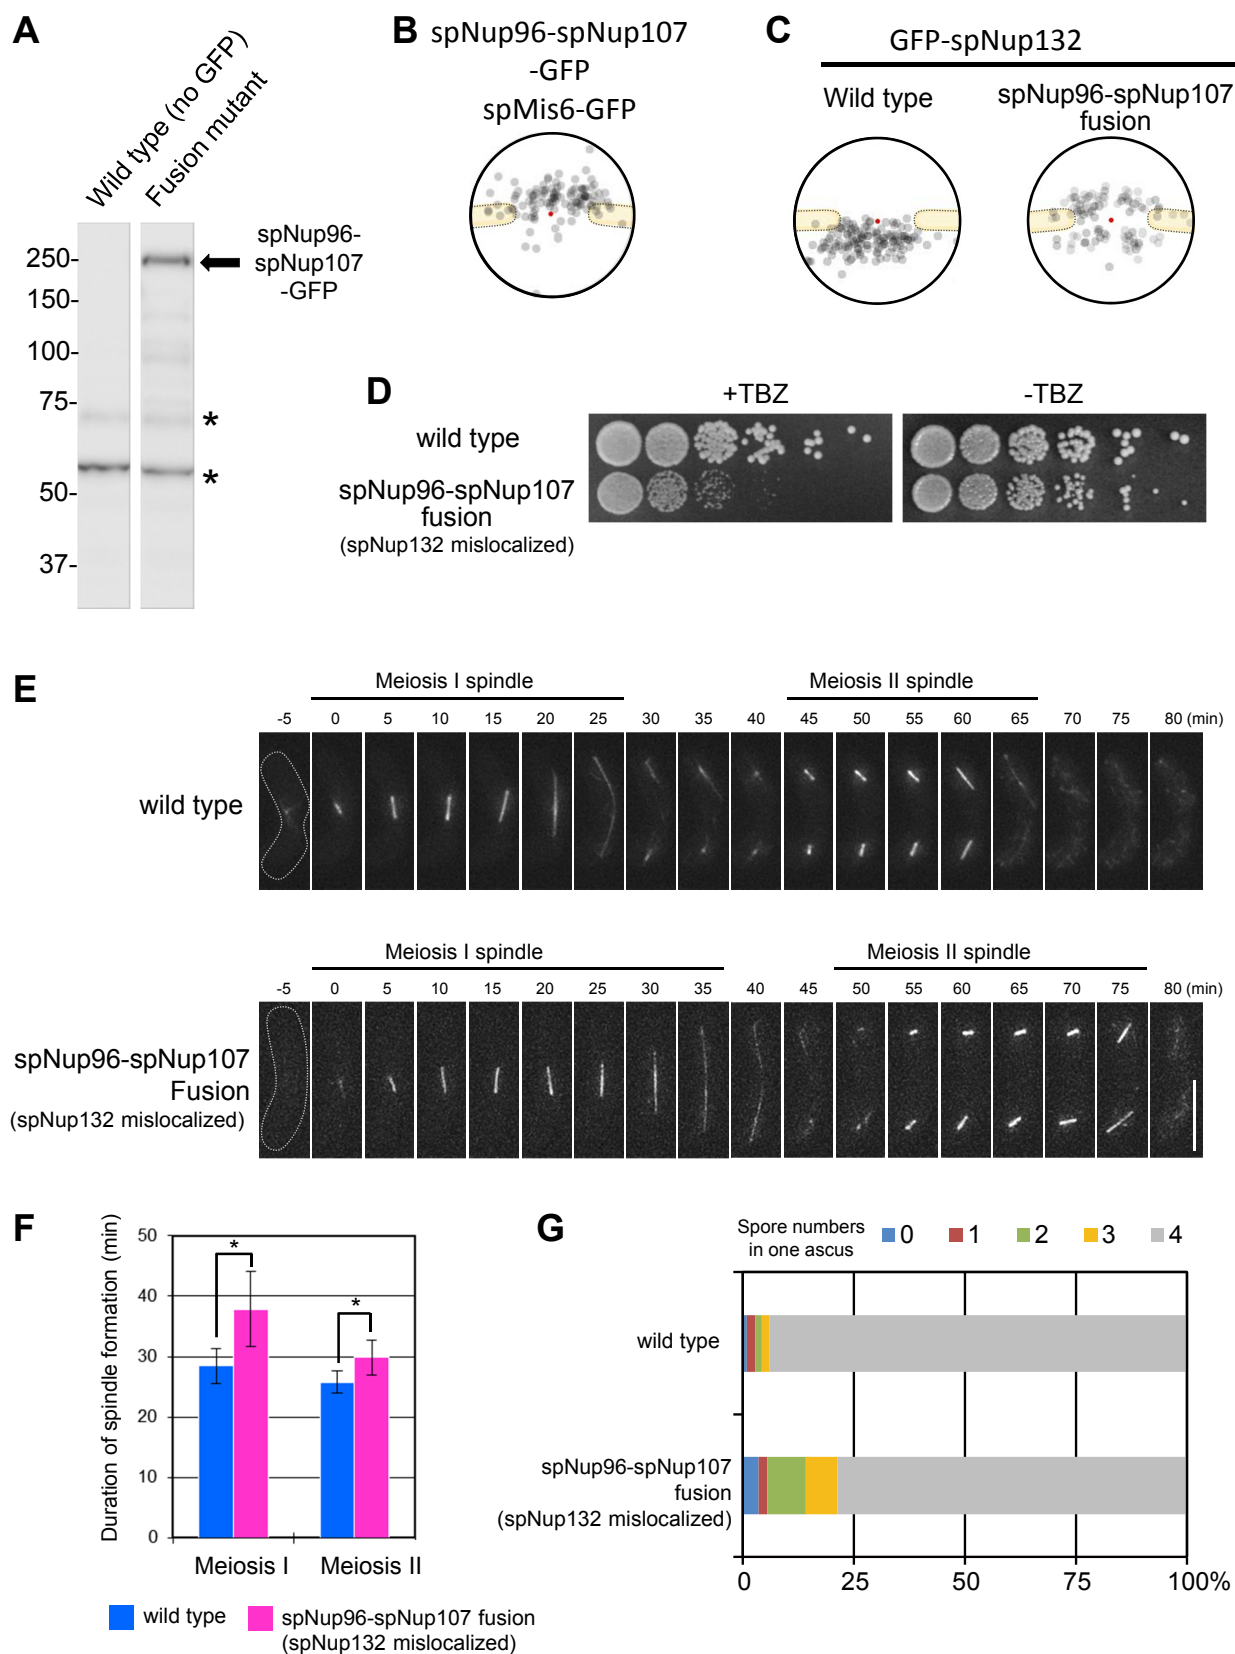 A
Wild type (no GFP)
Fusion mutant
250-
150-
100-
75-
50-
37-
spNup96-
spNup107
-GFP
*
*
B
spNup96-spNup107
-GFP
spMis6-GFP
C
GFP-spNup132
Wild type
spNup96-spNup107
fusion
D
+TBZ
-TBZ
wild type
spNup96-spNup107
fusion
(spNup132 mislocalized)
E
Meiosis I spindle
Meiosis II spindle
-5 0 5 10 15 20 25 30 35 40 45 50 55 60 65 70 75 80 (min)
wild type
Meiosis I spindle
Meiosis II spindle
-5 0 5 10 15 20 25 30 35 40 45 50 55 60 65 70 75 80 (min)
spNup96-spNup107
Fusion
(spNup132 mislocalized)
F
Duration of spindle formation (min)
50
40
30
20
10
0
*
*
Meiosis I
Meiosis II
wild type
spNup96-spNup107 fusion
(spNup132 mislocalized)
G
Spore numbers
in one ascus
0 1 2 3 4
wild type
spNup96-spNup107
fusion
(spNup132 mislocalized)
0 25 50 75 100%